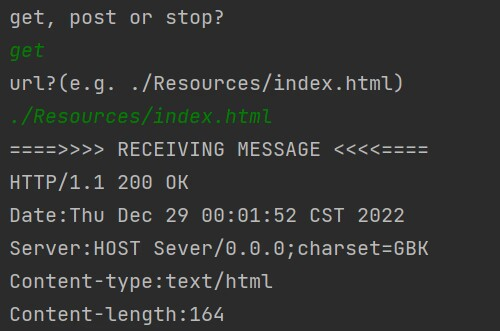 get, post or stop?
get
url?(e.g. ./Resources/index.html)
./Resources/index.html
====>>>> RECEIVING MESSAGE <<<<====
HTTP/1.1 200 OK
Date:Thu Dec 29 00:01:52 CST 2022
Server:HOST Sever/0.0.0;charset=GBK
Content-type:text/html
Content-length:164